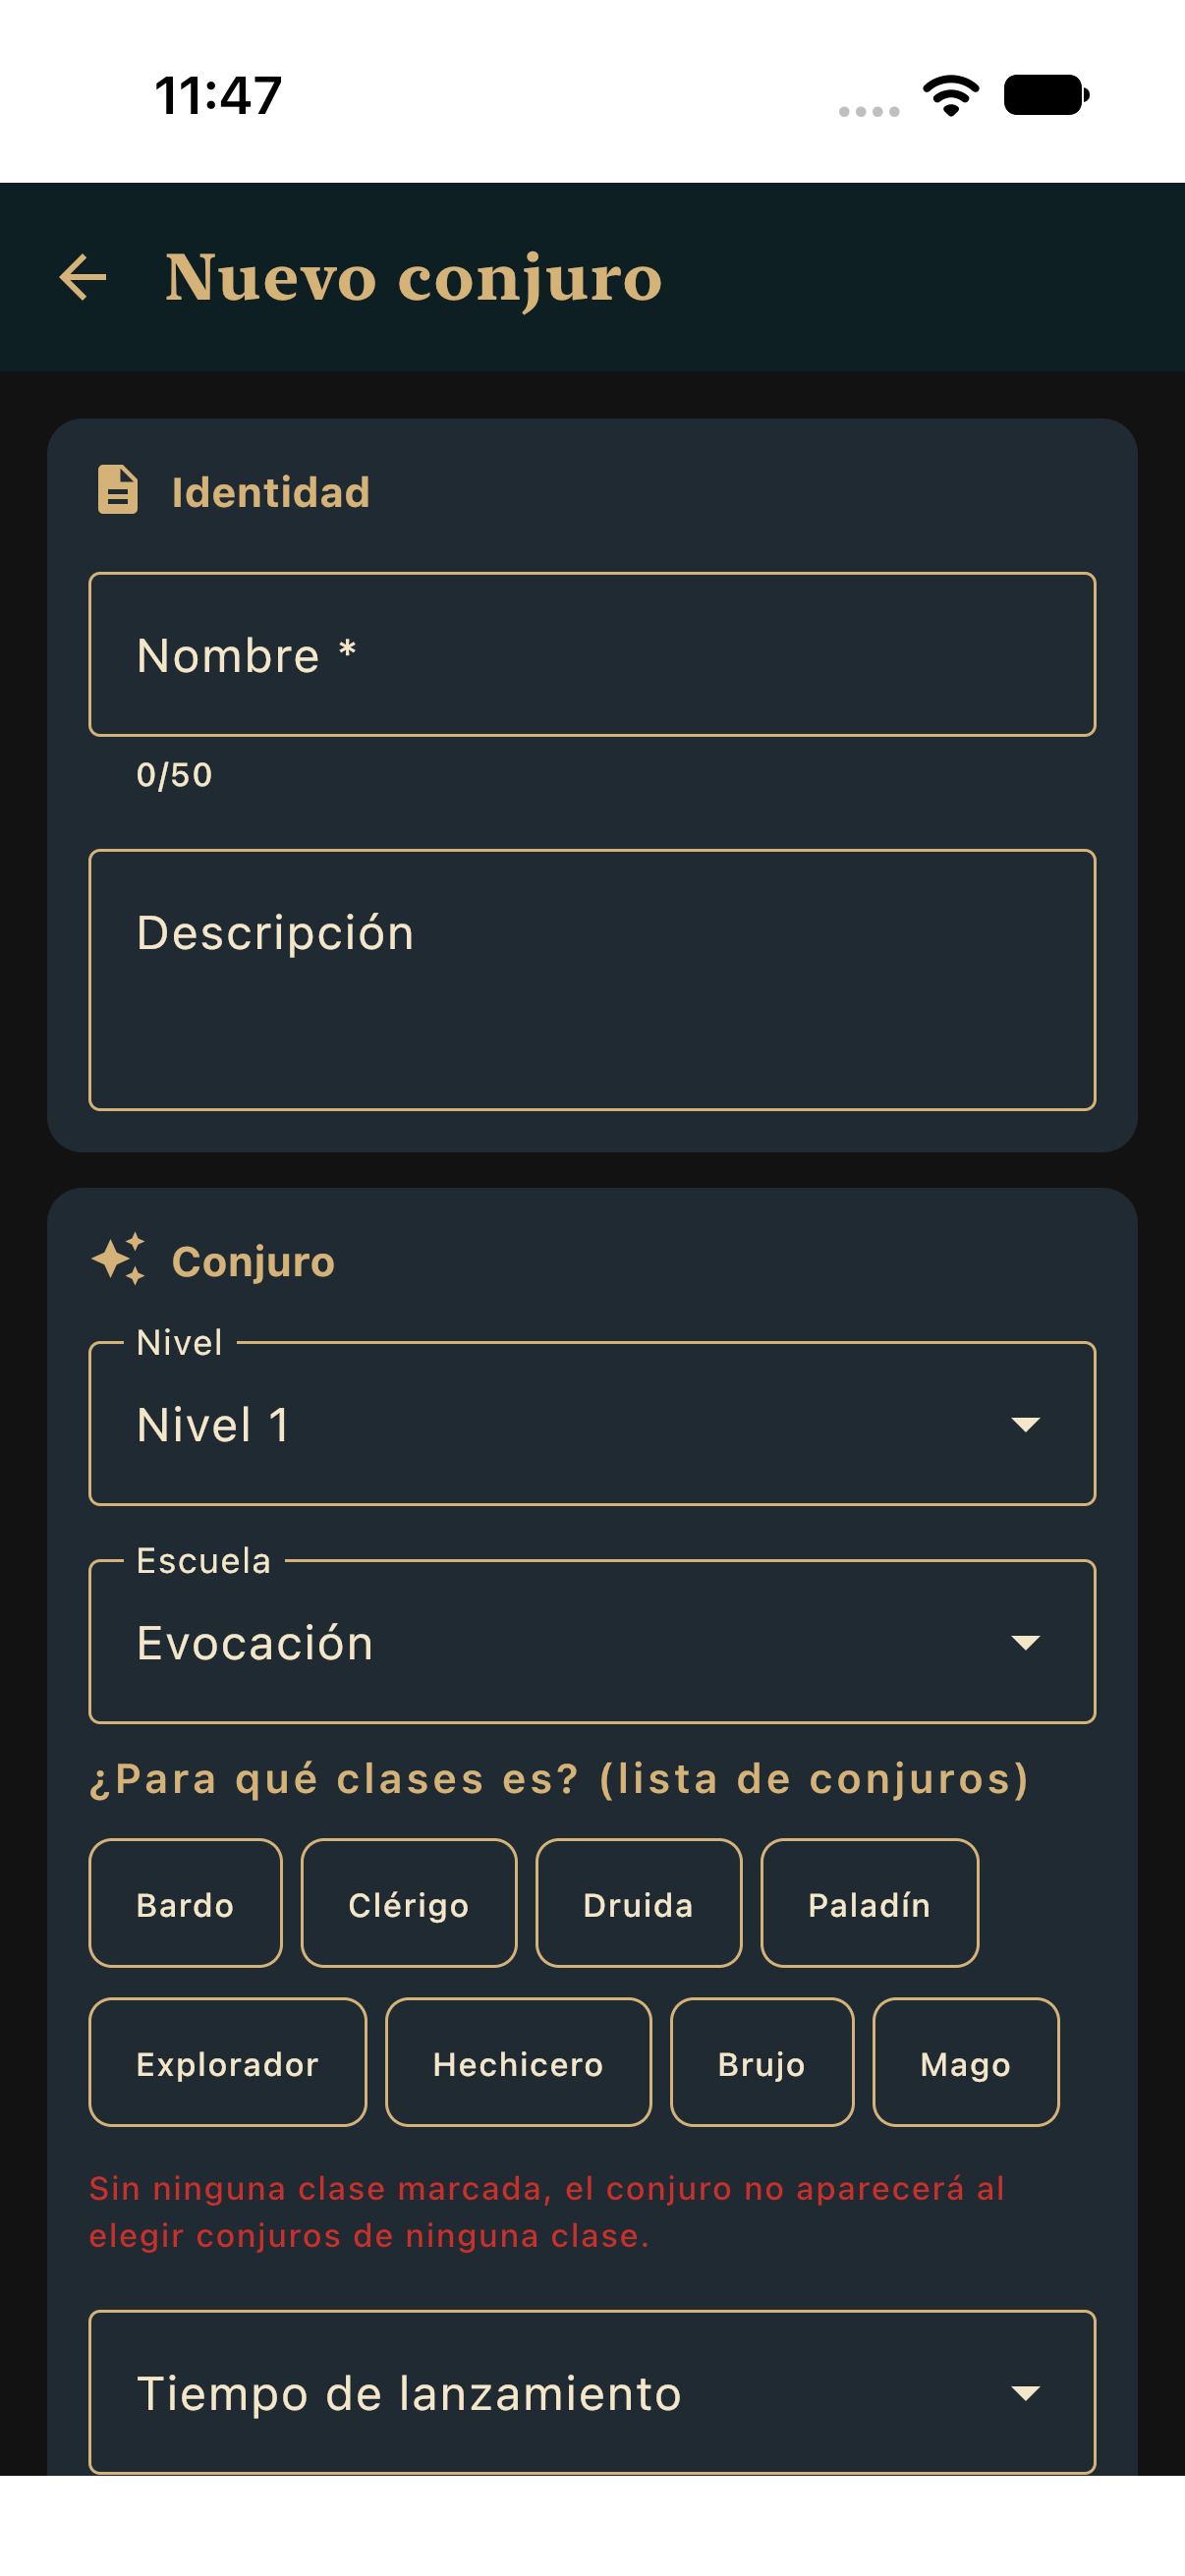 11:47
Nuevo conjuro
Identidad
Nombre *
0/50
Descripción
Conjuro
Nivel
Nivel 1
Escuela
Evocación
¿Para qué clases es? (lista de conjuros)
Bardo Clérigo Druida Paladín
Explorador Hechicero Brujo Mago
Sin ninguna clase marcada, el conjuro no aparecerá al
elegir conjuros de ninguna clase.
Tiempo de lanzamiento